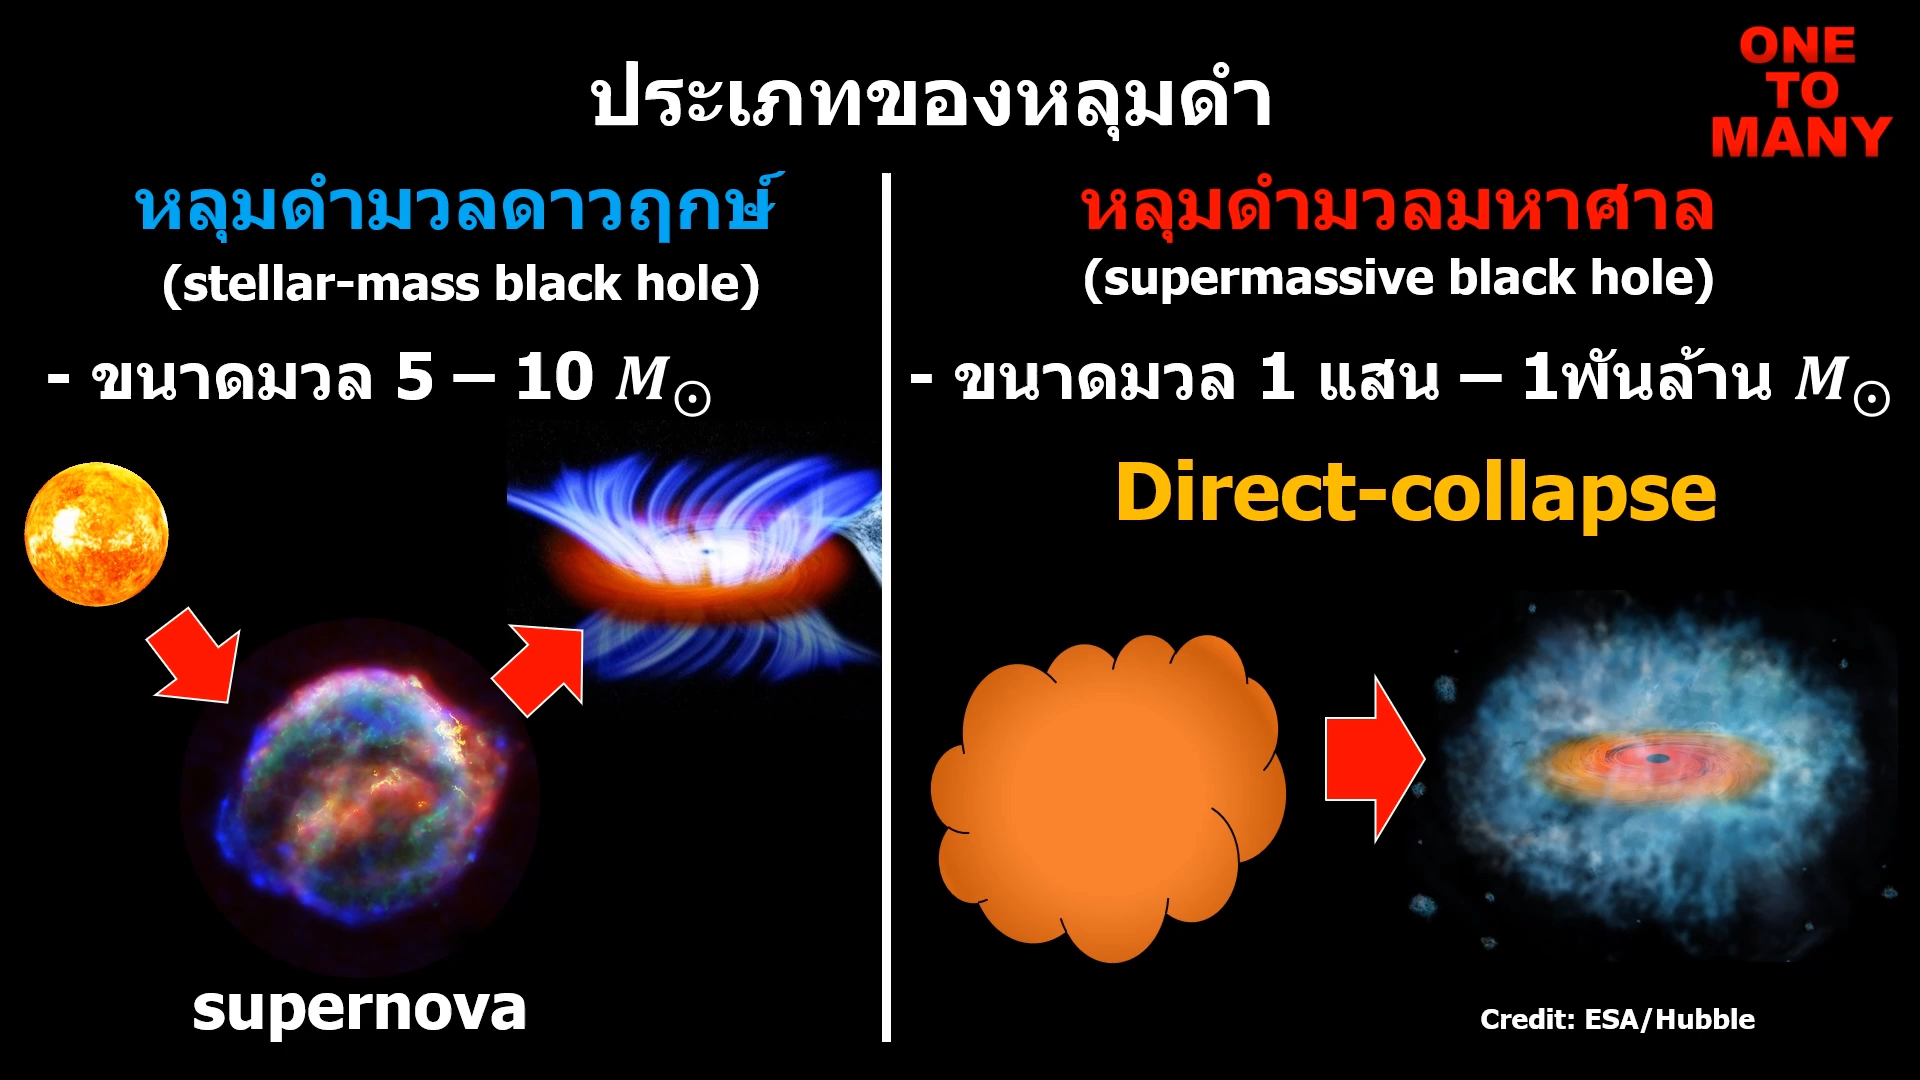 ประเภทของหลุมดำ
ONE
TO
MANY
หลุมดำมวลดาวฤกษ์
(stellar-mass black hole)
- ขนาดมวล 5 – 10 M☉
supernova
หลุมดำมวลมหาศาล
(supermassive black hole)
- ขนาดมวล 1 แสน – 1พันล้าน M☉
Direct-collapse
Credit: ESA/Hubble